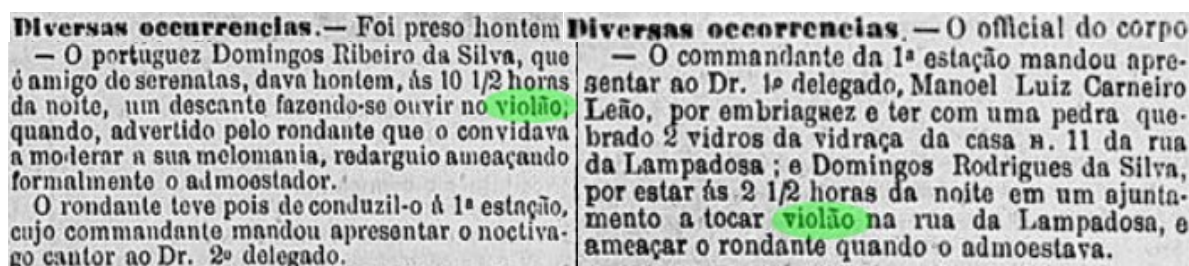 Diversas occurrencias.— Foi preso hontem
— O portuguez Domingos Ribeiro da Silva, que
é amigo de serenatas, dava hontem, ás 10 1/2 horas
da noite, um descante fazendo-se ouvir no violão,
quando, advertido pelo rondante que o convidava
a moderar a sua melomania, redarguio ameaçando
formalmente o admoestador.
O rondante teve pois de conduzil-o á 1ª estação,
cujo commandante mandou apresentar o noctiva-
go cantor ao Dr. 2º delegado.
Diversas occorrencias. — O official do corpo
— O commandante da 1ª estação mandou apre-
sentar ao Dr. 1º delegado, Manoel Luiz Carneiro
Leão, por embriaguez e ter com uma pedra que-
brado 2 vidros da vidraça da casa n. 11 da rua
da Lampadosa ; e Domingos Rodrigues da Silva,
por estar ás 2 1/2 horas da noite em um ajunta-
mento a tocar violão na rua da Lampadosa, e
ameaçar o rondante quando o admoestava.